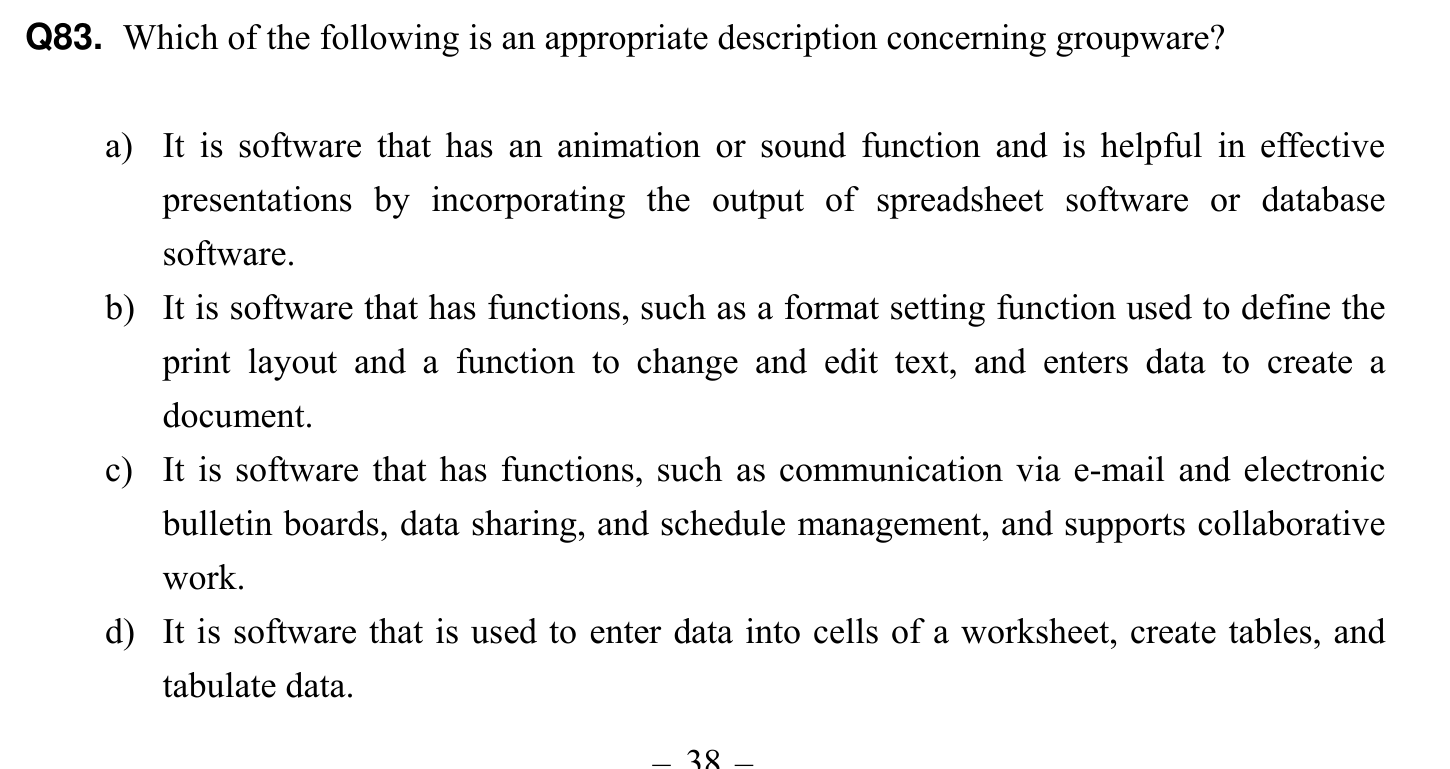 Q83. Which of the following is an appropriate description concerning groupware?
a) It is software that has an animation or sound function and is helpful in effective
presentations by incorporating the output of spreadsheet software or database
software.
b) It is software that has functions, such as a format setting function used to define the
print layout and a function to change and edit text, and enters data to create a
document.
c) It is software that has functions, such as communication via e-mail and electronic
bulletin boards, data sharing, and schedule management, and supports collaborative
work.
d) It is software that is used to enter data into cells of a worksheet, create tables, and
tabulate data.
– 38 –